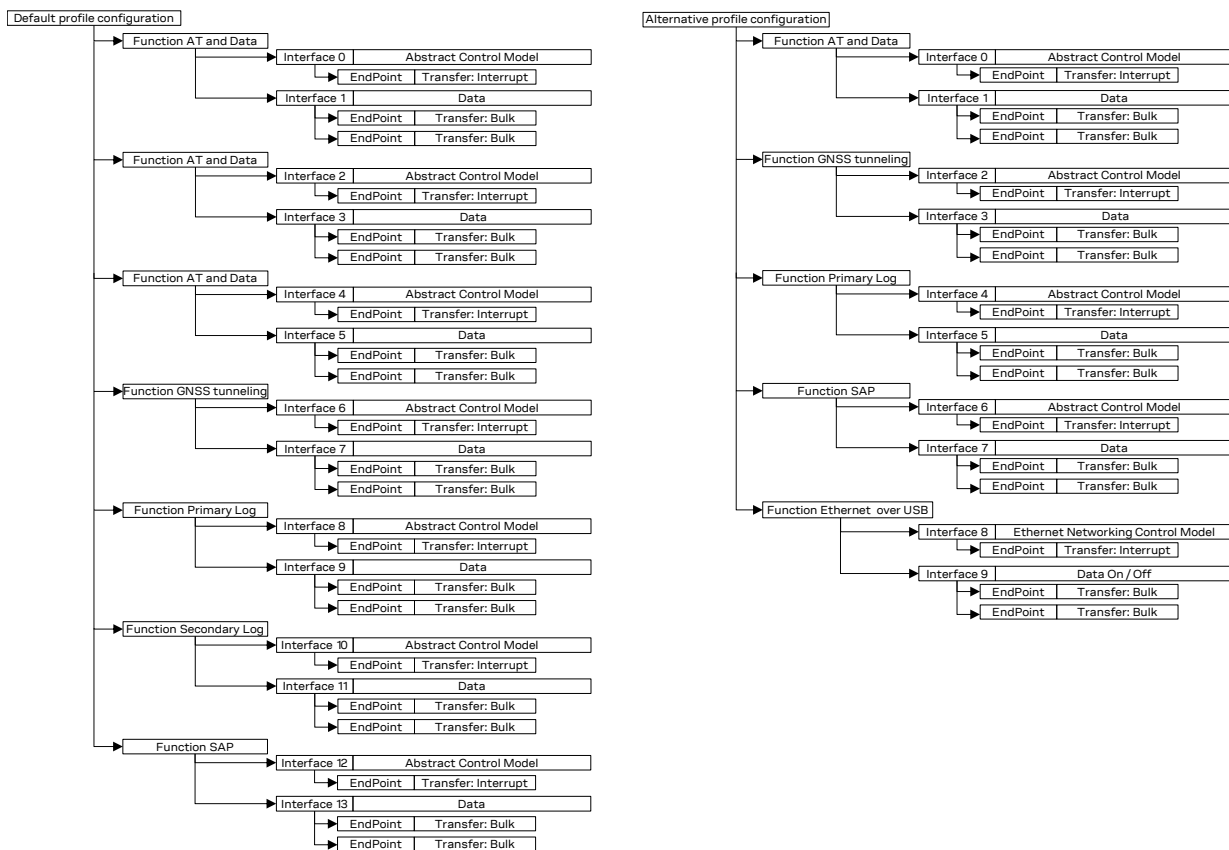 Default profile configuration
Function AT and Data
Interface 0 Abstract Control Model
EndPoint Transfer: Interrupt
Interface 1 Data
EndPoint Transfer: Bulk
EndPoint Transfer: Bulk
Function AT and Data
Interface 2 Abstract Control Model
EndPoint Transfer: Interrupt
Interface 3 Data
EndPoint Transfer: Bulk
EndPoint Transfer: Bulk
Function AT and Data
Interface 4 Abstract Control Model
EndPoint Transfer: Interrupt
Interface 5 Data
EndPoint Transfer: Bulk
EndPoint Transfer: Bulk
Function GNSS tunneling
Interface 6 Abstract Control Model
EndPoint Transfer: Interrupt
Interface 7 Data
EndPoint Transfer: Bulk
EndPoint Transfer: Bulk
Function Primary Log
Interface 8 Abstract Control Model
EndPoint Transfer: Interrupt
Interface 9 Data
EndPoint Transfer: Bulk
EndPoint Transfer: Bulk
Function Secondary Log
Interface 10 Abstract Control Model
EndPoint Transfer: Interrupt
Interface 11 Data
EndPoint Transfer: Bulk
EndPoint Transfer: Bulk
Function SAP
Interface 12 Abstract Control Model
EndPoint Transfer: Interrupt
Interface 13 Data
EndPoint Transfer: Bulk
EndPoint Transfer: Bulk
Alternative profile configuration
Function AT and Data
Interface 0 Abstract Control Model
EndPoint Transfer: Interrupt
Interface 1 Data
EndPoint Transfer: Bulk
EndPoint Transfer: Bulk
Function GNSS tunneling
Interface 2 Abstract Control Model
EndPoint Transfer: Interrupt
Interface 3 Data
EndPoint Transfer: Bulk
EndPoint Transfer: Bulk
Function Primary Log
Interface 4 Abstract Control Model
EndPoint Transfer: Interrupt
Interface 5 Data
EndPoint Transfer: Bulk
EndPoint Transfer: Bulk
Function SAP
Interface 6 Abstract Control Model
EndPoint Transfer: Interrupt
Interface 7 Data
EndPoint Transfer: Bulk
EndPoint Transfer: Bulk
Function Ethernet over USB
Interface 8 Ethernet Networking Control Model
EndPoint Transfer: Interrupt
Interface 9 Data On / Off
EndPoint Transfer: Bulk
EndPoint Transfer: Bulk